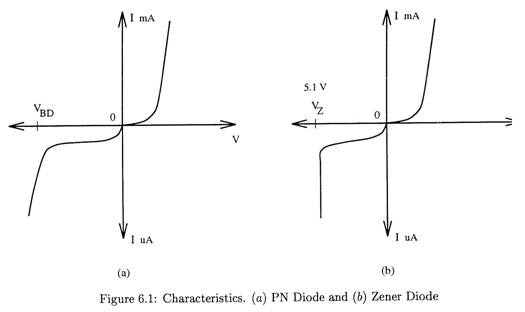 I mA
V_BD
0
V
I uA
(a)
I mA
5.1 V
V_Z
0
I uA
(b)
Figure 6.1: Characteristics. (a) PN Diode and (b) Zener Diode